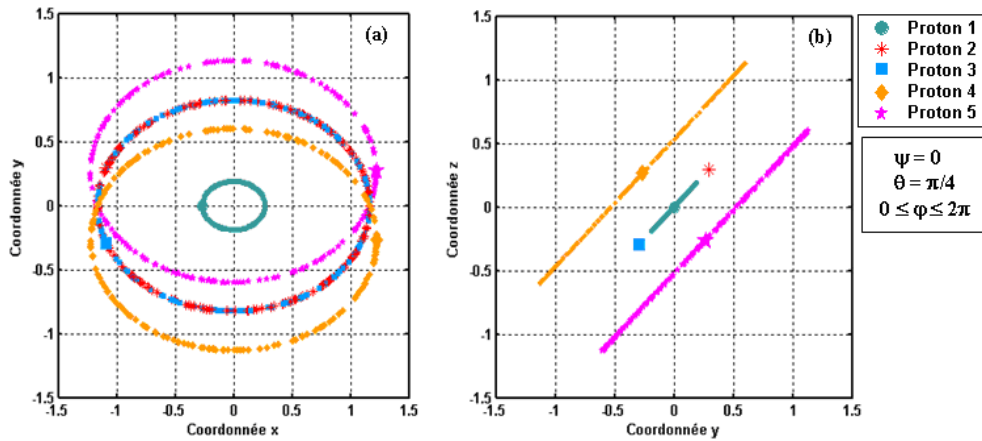 1.5
1
0.5
0
-0.5
-1
-1.5
-1.5
-1
-0.5
0
0.5
1
1.5
Coordonnée y
Coordonnée x
(a)
1.5
1
0.5
0
-0.5
-1
-1.5
-1.5
-1
-0.5
0
0.5
1
1.5
Coordonnée z
Coordonnée y
(b)
Proton 1
Proton 2
Proton 3
Proton 4
Proton 5
ψ = 0
θ = π/4
0 ≤ φ ≤ 2π